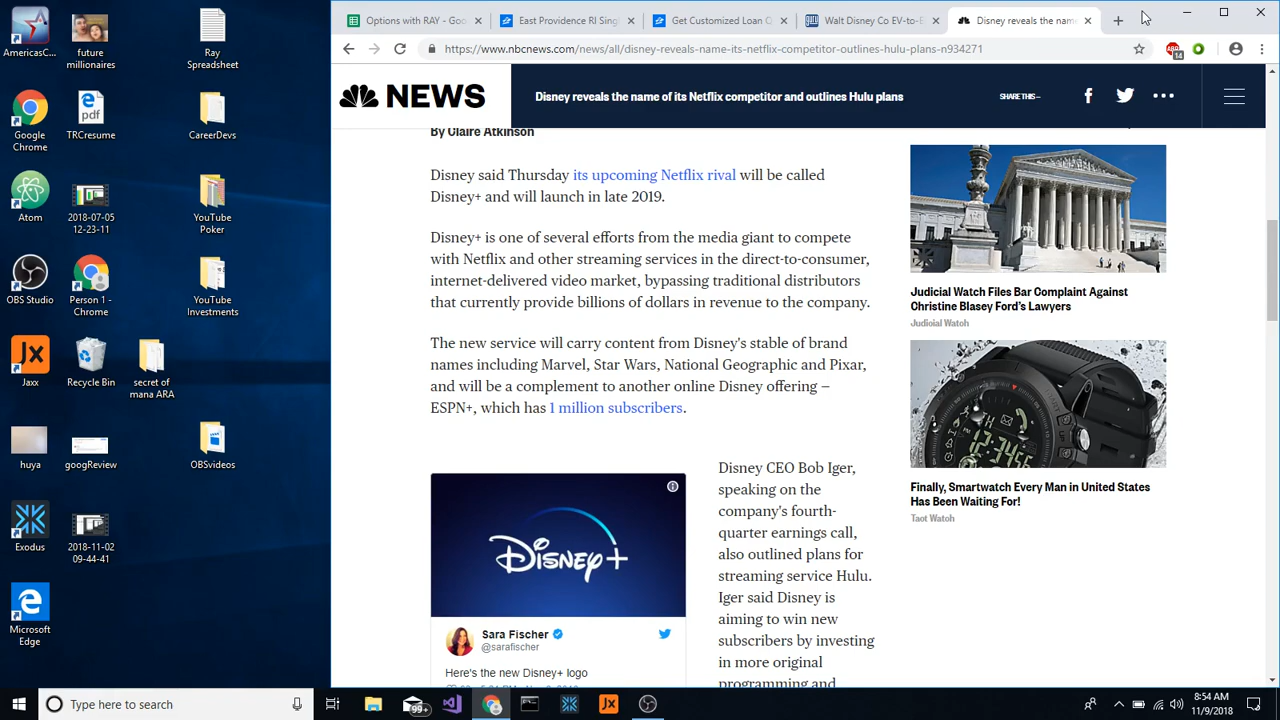 AmericasC...
future
millionaires
Ray
Spreadsheet
Google
Chrome
TRCresume
CareerDevs
Atom
2018-07-05
12-23-11
YouTube
Poker
OBS Studio
Person 1 -
Chrome
YouTube
Investments
Jaxx
Recycle Bin
secret of
mana ARA
huya
googReview
OBSvideos
Exodus
2018-11-02
09-44-41
Microsoft
Edge
Options with RAY - Goo
East Providence RI Sing
Get Customized Loan O
Walt Disney Co Earning
Disney reveals the nam
https://www.nbcnews.com/news/all/disney-reveals-name-its-netflix-competitor-outlines-hulu-plans-n934271
ABP
14
NEWS
Disney reveals the name of its Netflix competitor and outlines Hulu plans
SHARE THIS —
By Claire Atkinson
Disney said Thursday its upcoming Netflix rival will be called
Disney+ and will launch in late 2019.
Disney+ is one of several efforts from the media giant to compete
with Netflix and other streaming services in the direct-to-consumer,
internet-delivered video market, bypassing traditional distributors
that currently provide billions of dollars in revenue to the company.
The new service will carry content from Disney's stable of brand
names including Marvel, Star Wars, National Geographic and Pixar,
and will be a complement to another online Disney offering —
ESPN+, which has 1 million subscribers.
Disney+
Sara Fischer
@sarafischer
Here's the new Disney+ logo
Disney CEO Bob Iger,
speaking on the
company's fourth-
quarter earnings call,
also outlined plans for
streaming service Hulu.
Iger said Disney is
aiming to win new
subscribers by investing
in more original
programming and
Judicial Watch Files Bar Complaint Against
Christine Blasey Ford's Lawyers
Judicial Watch
Finally, Smartwatch Every Man in United States
Has Been Waiting For!
Taot Watch
Type here to search
99+
8:54 AM
11/9/2018